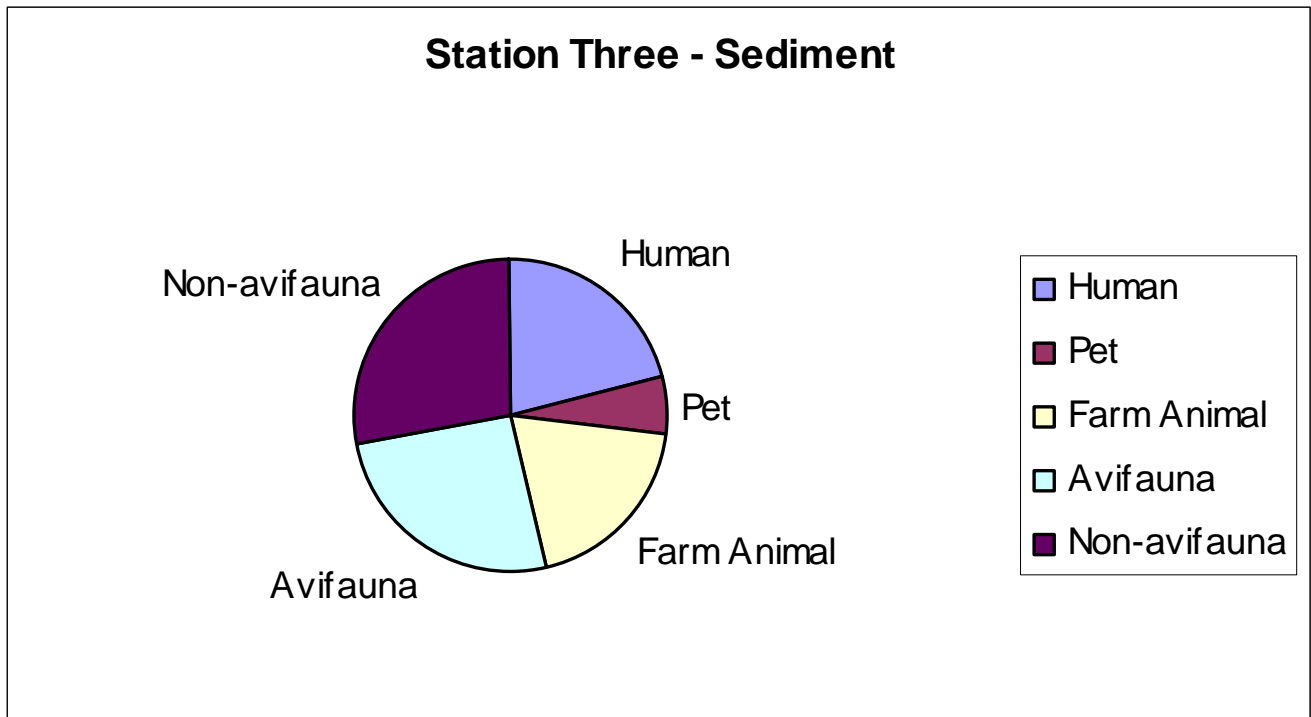 Station Three - Sediment
Human
Non-avifauna
Pet
Farm Animal
Avifauna
Human
Pet
Farm Animal
Avifauna
Non-avifauna